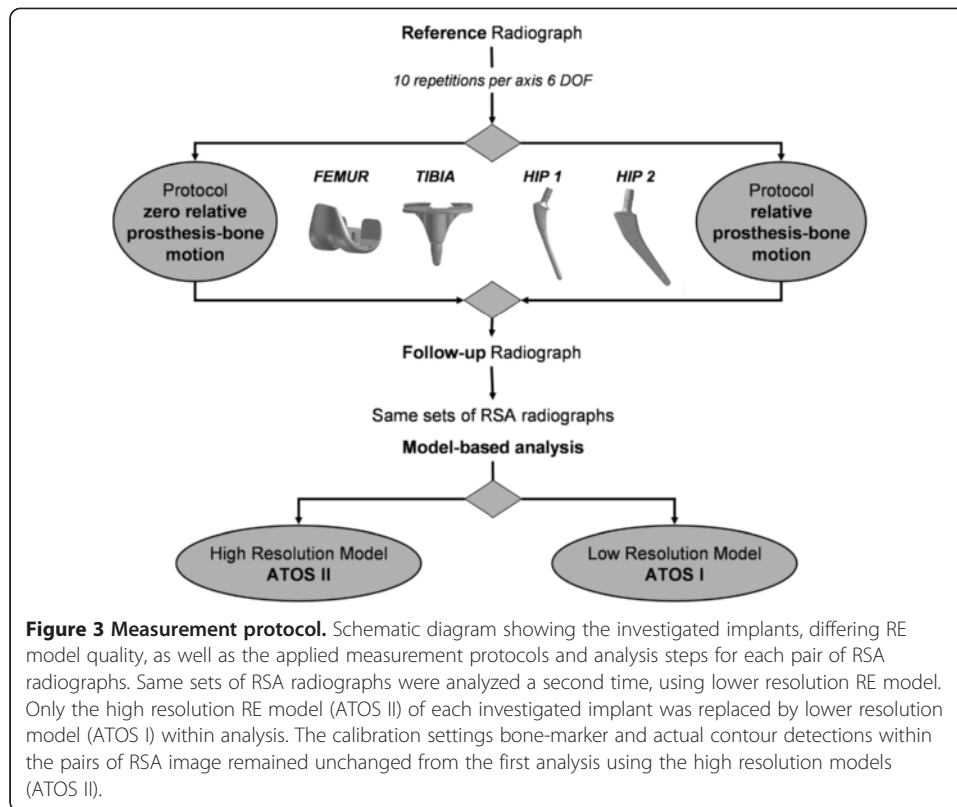 Reference Radiograph
10 repetitions per axis 6 DOF
FEMUR
TIBIA
HIP 1
HIP 2
Protocol
zero relative
prosthesis-bone
motion
Protocol
relative
prosthesis-bone
motion
Follow-up Radiograph
Same sets of RSA radiographs
Model-based analysis
High Resolution Model
ATOS II
Low Resolution Model
ATOS I
Figure 3 Measurement protocol. Schematic diagram showing the investigated implants, differing RE
model quality, as well as the applied measurement protocols and analysis steps for each pair of RSA
radiographs. Same sets of RSA radiographs were analyzed a second time, using lower resolution RE model.
Only the high resolution RE model (ATOS II) of each investigated implant was replaced by lower resolution
model (ATOS I) within analysis. The calibration settings bone-marker and actual contour detections within
the pairs of RSA image remained unchanged from the first analysis using the high resolution models
(ATOS II).